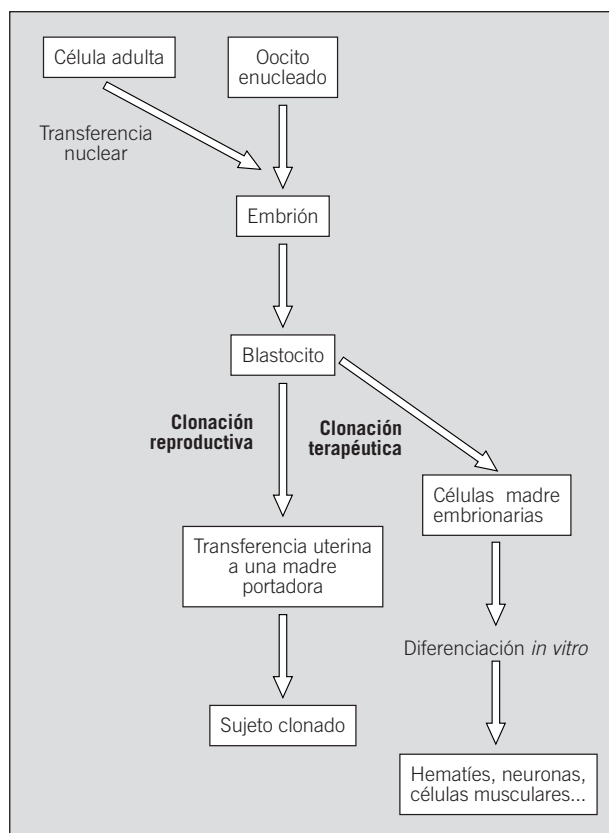 Célula adulta
Oocito
enucleado
Transferencia
nuclear
Embrión
Blastocito
Clonación
reproductiva
Clonación
terapéutica
Células madre
embrionarias
Transferencia uterina
a una madre
portadora
Diferenciación in vitro
Sujeto clonado
Hematíes, neuronas,
células musculares...